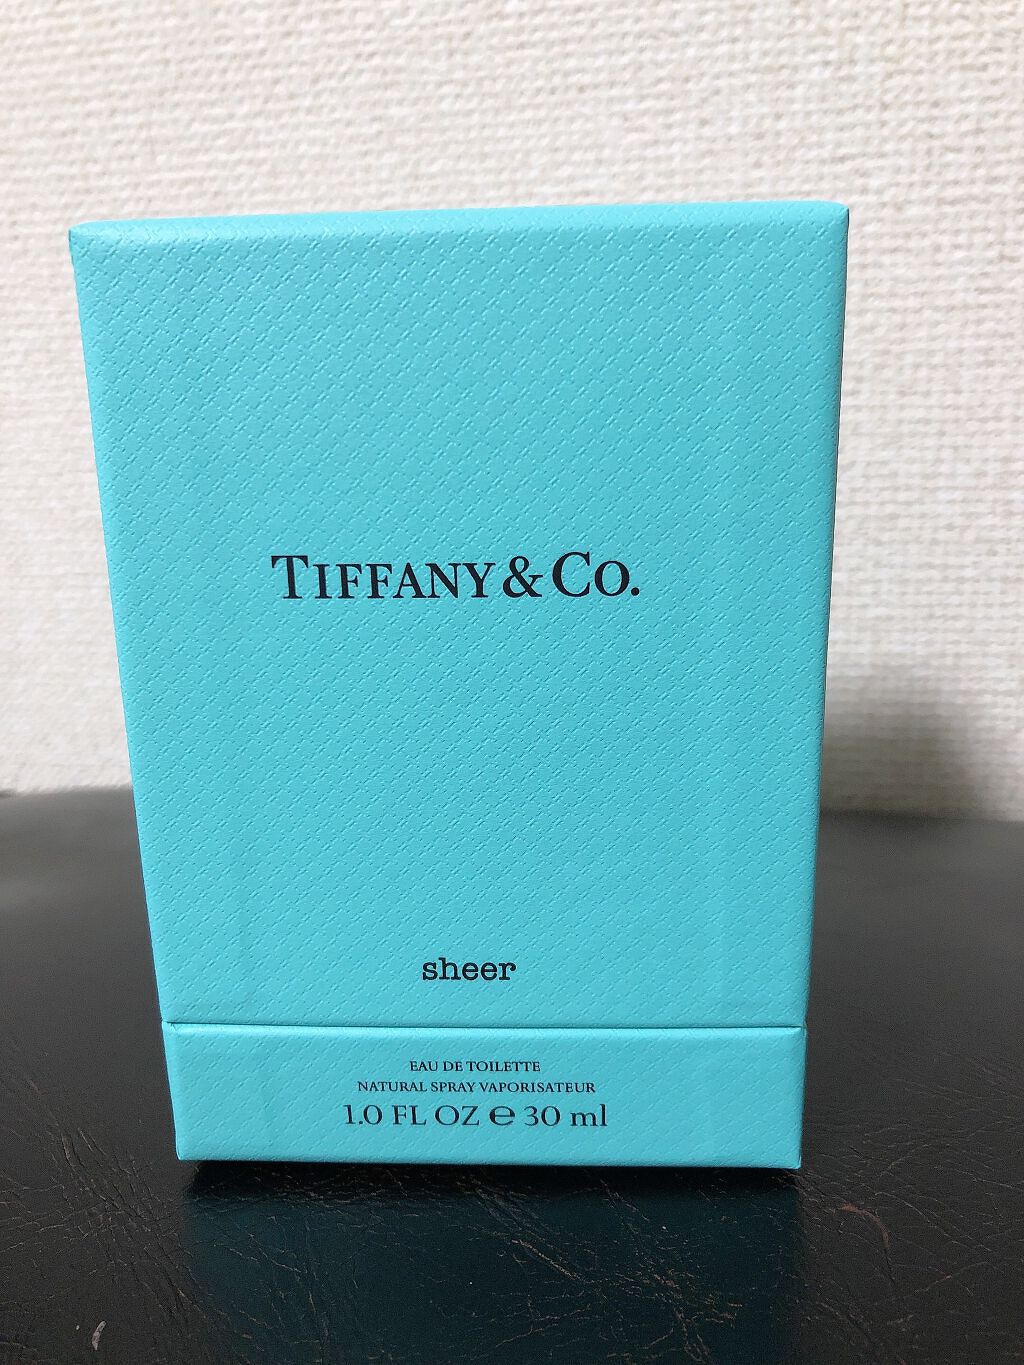 TIFFANY & CO.
sheer
EAU DE TOILETTE
NATURAL SPRAY VAPORISATEUR
1.0 FL OZ ℮ 30 ml